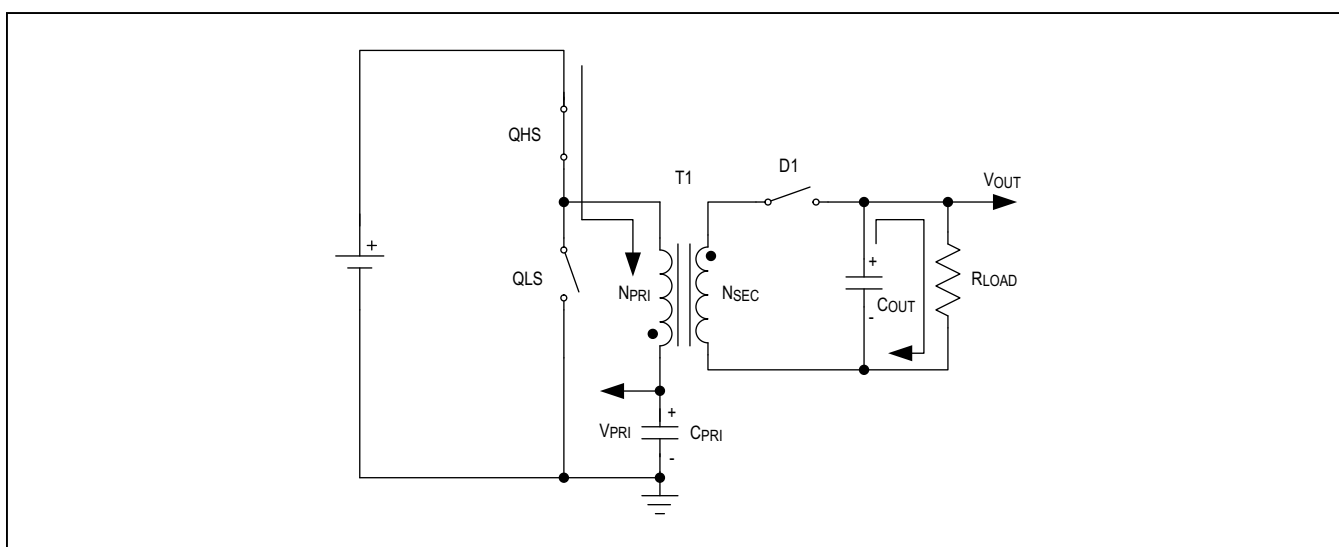 QHS
D1
T1
VOUT
+
QLS
NPRI
NSEC
+
COUT
-
RLOAD
VPRI
+
CPRI
-